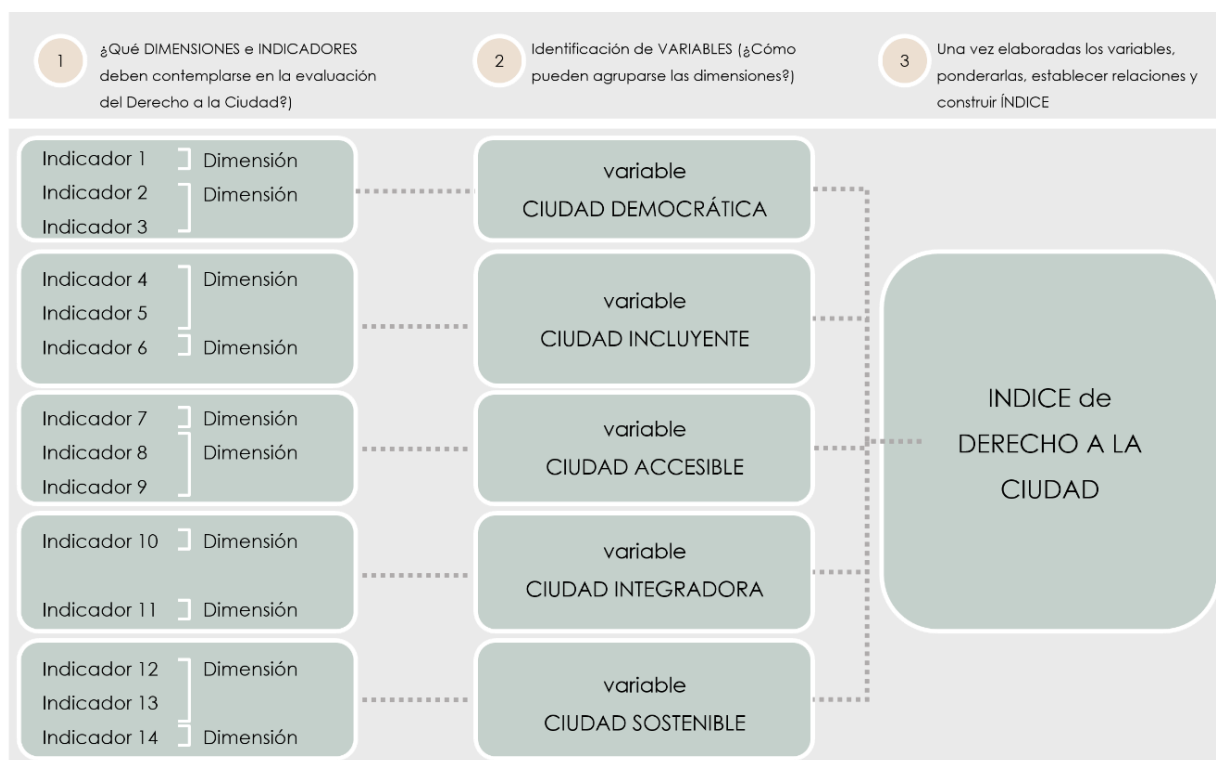 1
¿Qué DIMENSIONES e INDICADORES
deben contemplarse en la evaluación
del Derecho a la Ciudad?)
2
Identificación de VARIABLES (¿Cómo
pueden agruparse las dimensiones?)
3
Una vez elaboradas los variables,
ponderarlas, establecer relaciones y
construir ÍNDICE
Indicador 1 Dimensión
Indicador 2 Dimensión
Indicador 3
variable
CIUDAD DEMOCRÁTICA
Indicador 4 Dimensión
Indicador 5
Indicador 6 Dimensión
variable
CIUDAD INCLUYENTE
Indicador 7 Dimensión
Indicador 8 Dimensión
Indicador 9
variable
CIUDAD ACCESIBLE
Indicador 10 Dimensión
Indicador 11 Dimensión
variable
CIUDAD INTEGRADORA
Indicador 12 Dimensión
Indicador 13
Indicador 14 Dimensión
variable
CIUDAD SOSTENIBLE
INDICE de
DERECHO A LA
CIUDAD